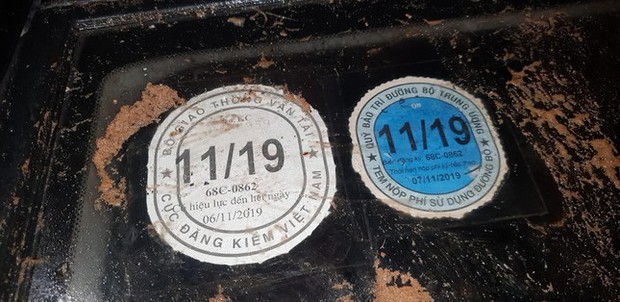 BỘ GIAO THÔNG VẬN TẢI
11/19
68C-0862
Có hiệu lực đến hết ngày
06/11/2019
CỤC ĐĂNG KIỂM VIỆT NAM
QUỸ BẢO TRÌ ĐƯỜNG BỘ TRUNG ƯƠNG
11/19
68C-0862
07/11/2019
TEM NỘP PHÍ SỬ DỤNG ĐƯỜNG BỘ